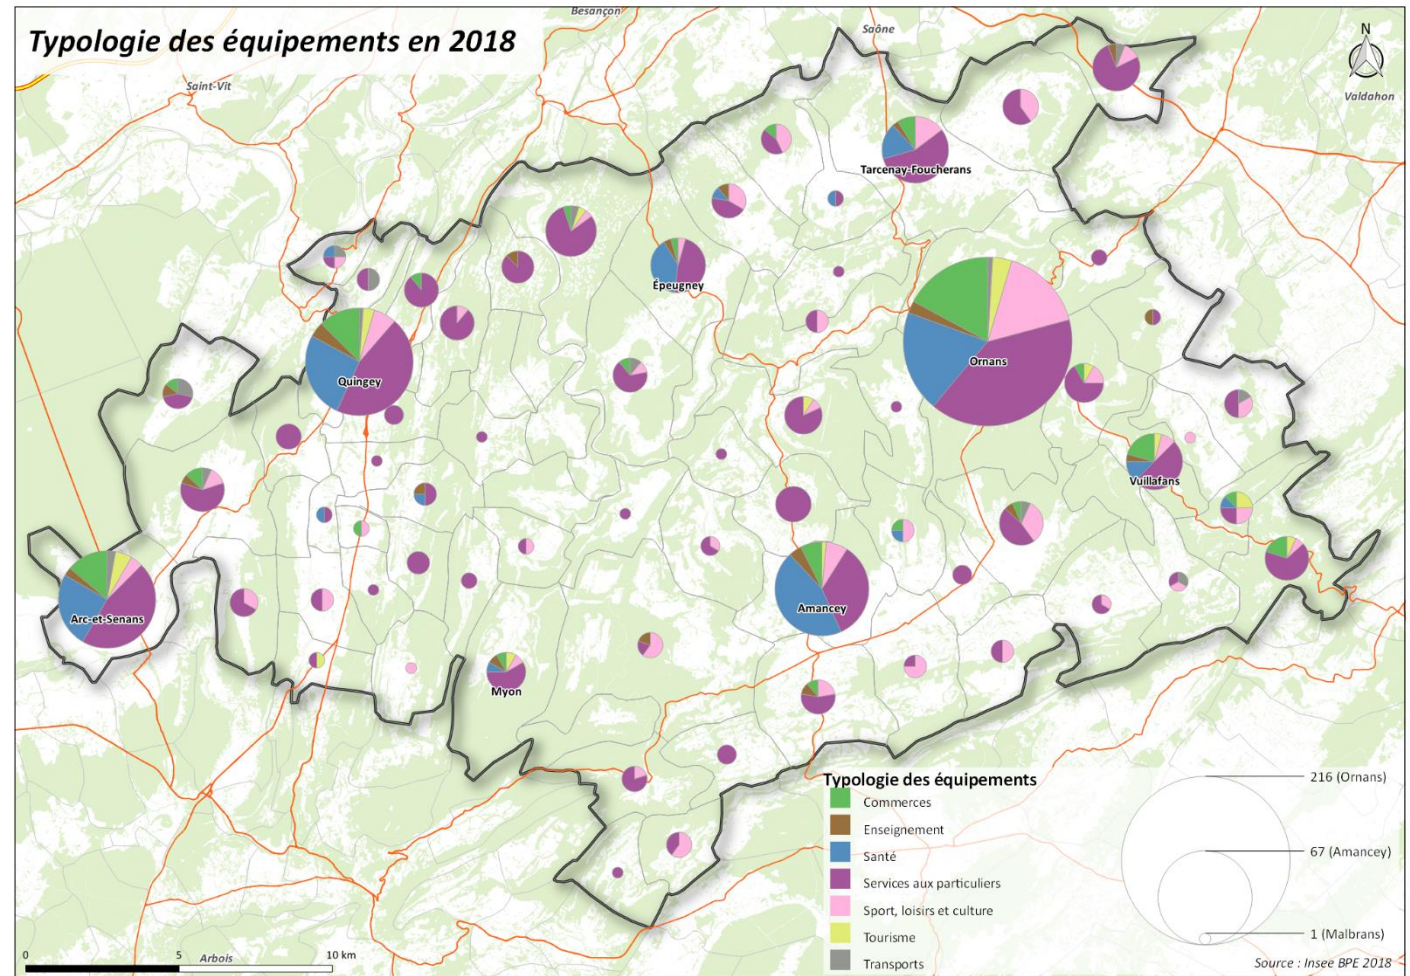 Typologie des équipements en 2018
Besançon
Saône
N
Valdahon
Saint-Vit
Tarcenay-Foucherans
Épeugney
Ornans
Quingey
Vuillafans
Arc-et-Senans
Amancey
Myon
Typologie des équipements
Commerces
Enseignement
Santé
Services aux particuliers
Sport, loisirs et culture
Tourisme
Transports
216 (Ornans)
67 (Amancey)
1 (Malbrans)
0 5 10 km
Arbois
Source : Insee BPE 2018